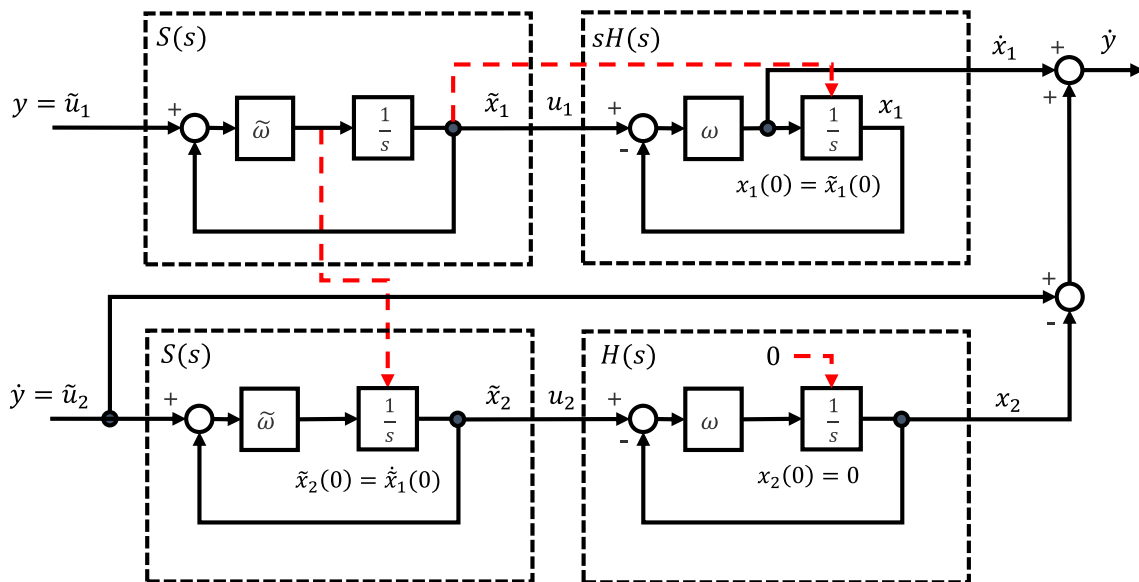 S(s)
sH(s)
ẋ₁
+
ẏ
y = ũ₁
+
ω̃
1/s
x̃₁
u₁
+
-
ω
1/s
x₁
+
x₁(0) = x̃₁(0)
+
-
S(s)
H(s)
0
ẏ = ũ₂
+
ω̃
1/s
x̃₂
u₂
+
-
ω
1/s
x₂
x̃₂(0) = x̃̇₁(0)
x₂(0) = 0